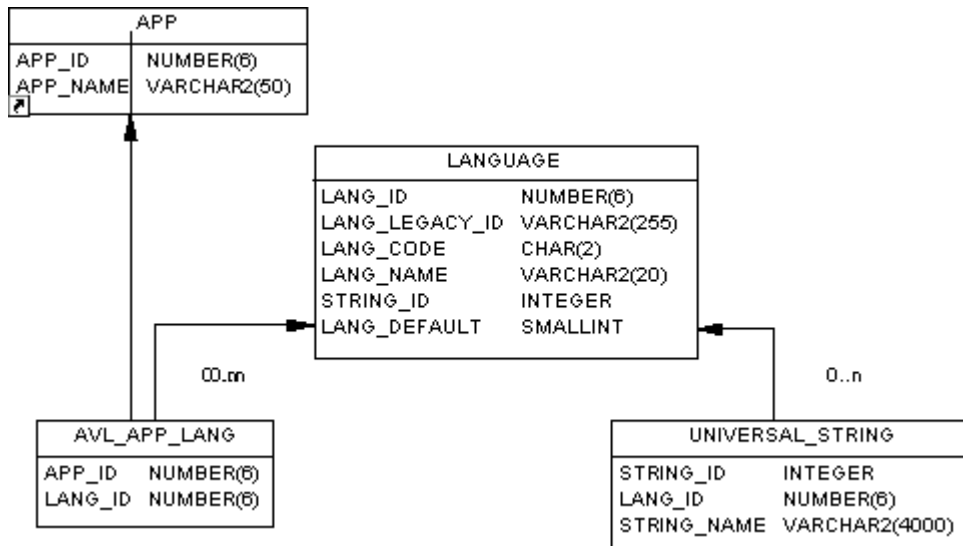 APP
APP_ID NUMBER(6)
APP_NAME VARCHAR2(50)
LANGUAGE
LANG_ID NUMBER(6)
LANG_LEGACY_ID VARCHAR2(255)
LANG_CODE CHAR(2)
LANG_NAME VARCHAR2(20)
STRING_ID INTEGER
LANG_DEFAULT SMALLINT
0..n
AVL_APP_LANG
APP_ID NUMBER(6)
LANG_ID NUMBER(6)
UNIVERSAL_STRING
STRING_ID INTEGER
LANG_ID NUMBER(6)
STRING_NAME VARCHAR2(4000)